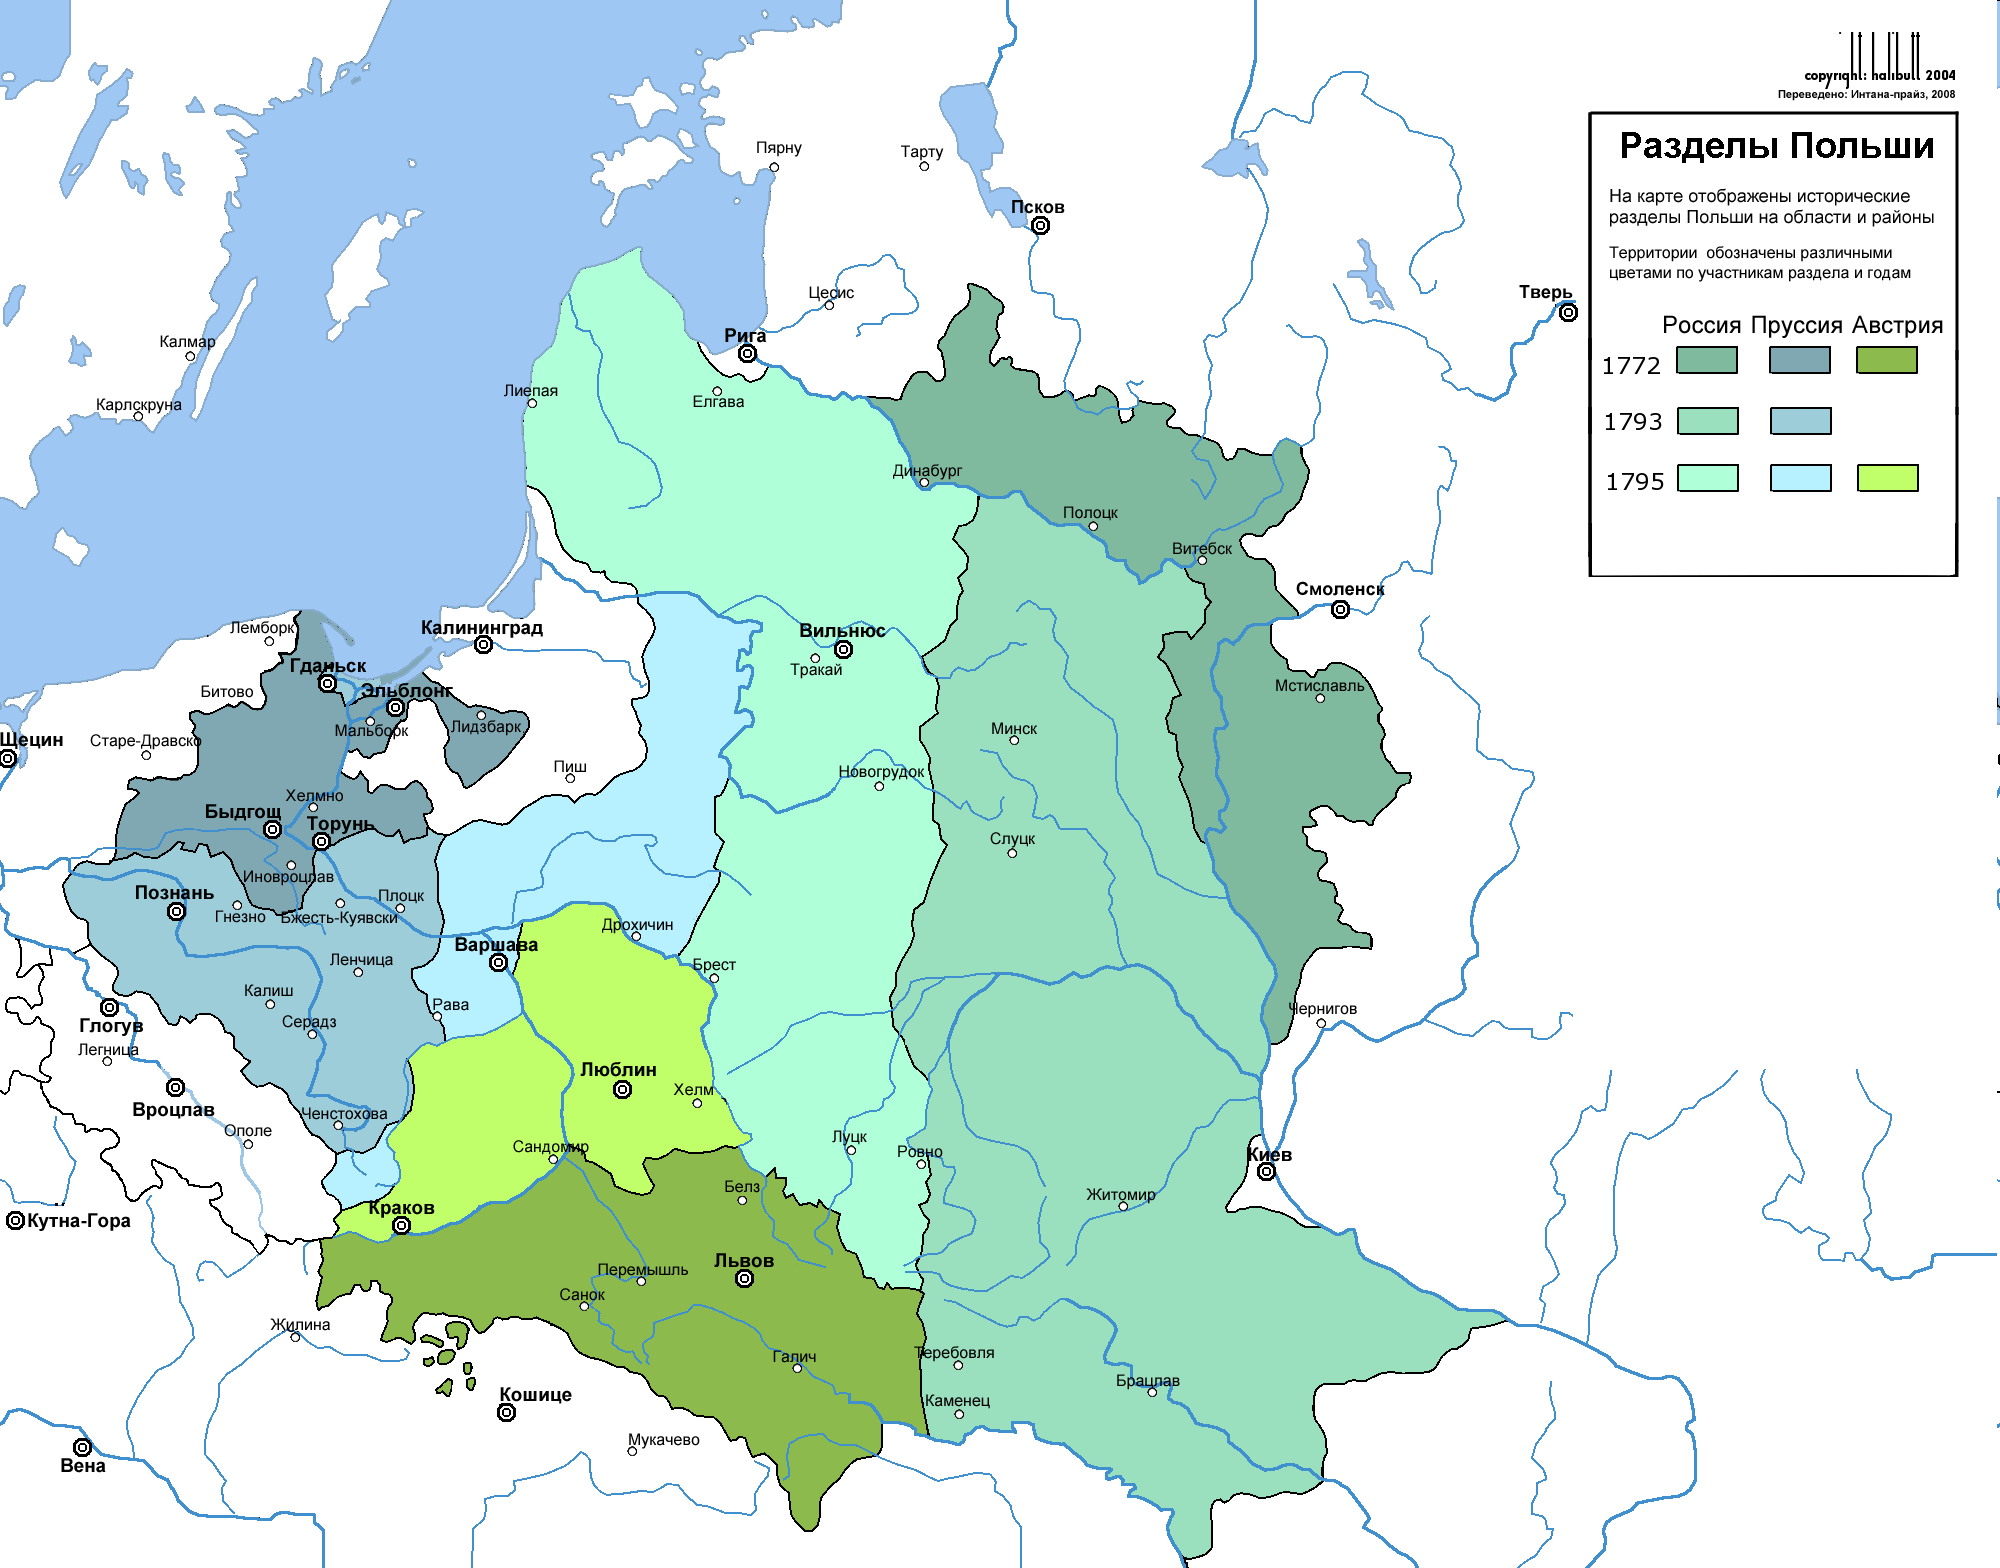 copyright: halibutt 2004
Переведено: Интана-прайз, 2008
Разделы Польши
На карте отображены исторические
разделы Польши на области и районы
Территории обозначены различными
цветами по участникам раздела и годам
Россия Пруссия Австрия
1772
1793
1795
Пярну
Тарту
Псков
Цесис
Тверь
Рига
Калмар
Лиепая
Елгава
Карлскруна
Динабург
Полоцк
Витебск
Смоленск
Лемборк
Калининград
Вильнюс
Тракай
Гданьск
Битово
Эльблонг
Мстиславль
Лидзбарк
Мальборк
Минск
Щецин
Старе-Дравско
Пиш
Новогрудок
Хелмно
Быдгощ
Торунь
Слуцк
Иновроцлав
Познань
Плоцк
Гнезно
Бжесть-Куявски
Дрохичин
Варшава
Ленчица
Брест
Калиш
Рава
Чернигов
Серадз
Глогув
Легница
Люблин
Хелм
Вроцлав
Ченстохова
Ополе
Луцк
Сандомир
Ровно
Киев
Белз
Житомир
Краков
Кутна-Гора
Львов
Перемышль
Санок
Жилина
Теребовля
Галич
Брацлав
Кошице
Каменец
Мукачево
Вена